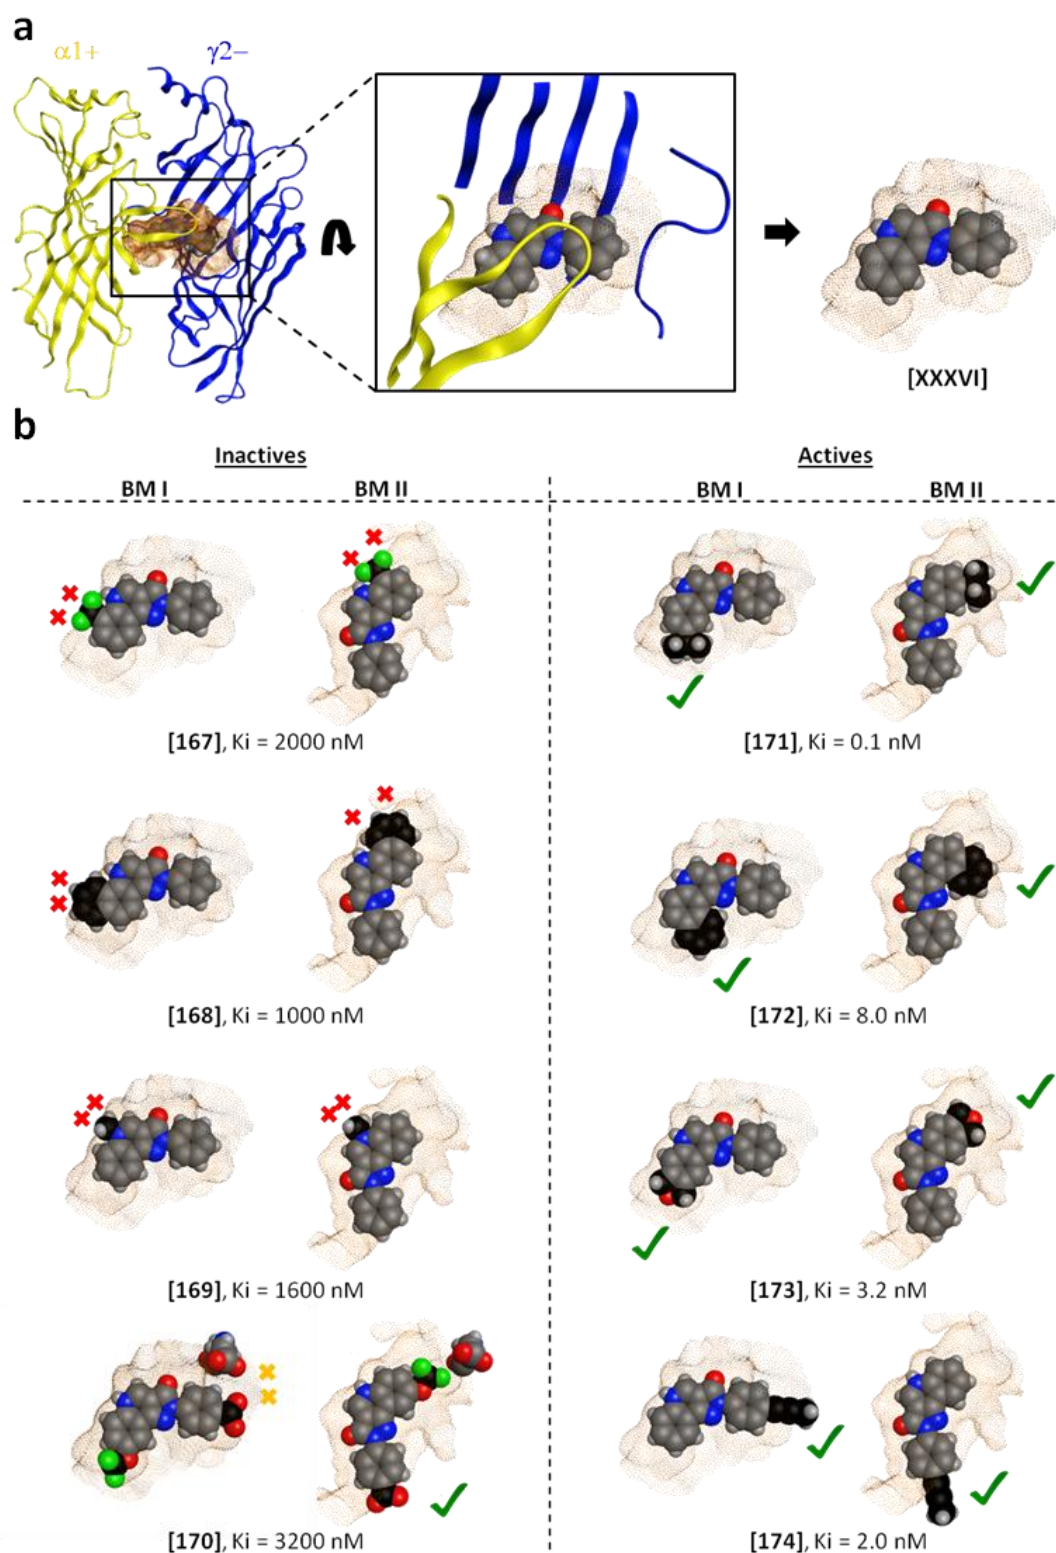 a
α1+ γ2−
[XXXVI]
b
Inactives Actives
BM I BM II BM I BM II
[167], Ki = 2000 nM [171], Ki = 0.1 nM
[168], Ki = 1000 nM [172], Ki = 8.0 nM
[169], Ki = 1600 nM [173], Ki = 3.2 nM
[170], Ki = 3200 nM [174], Ki = 2.0 nM